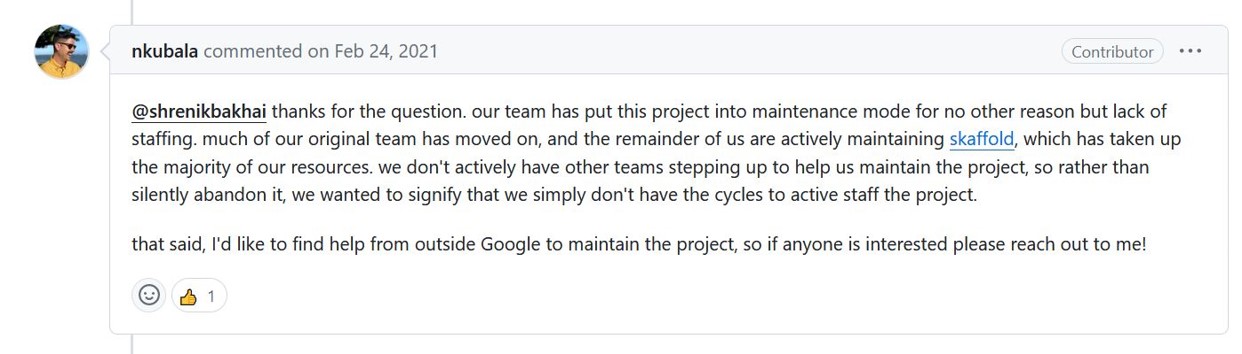 nkubala commented on Feb 24, 2021 Contributor
@shrenikbakhai thanks for the question. our team has put this project into maintenance mode for no other reason but lack of
staffing. much of our original team has moved on, and the remainder of us are actively maintaining skaffold, which has taken up
the majority of our resources. we don't actively have other teams stepping up to help us maintain the project, so rather than
silently abandon it, we wanted to signify that we simply don't have the cycles to active staff the project.
that said, I'd like to find help from outside Google to maintain the project, so if anyone is interested please reach out to me!
1